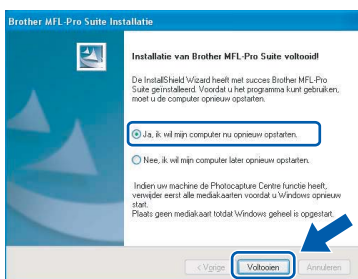 Brother MFL-Pro Suite Installatie
Installatie van Brother MFL-Pro Suite voltooid!
De InstallShield Wizard heeft met succes Brother MFL-Pro
Suite geïnstalleerd. Voordat u het programma kunt gebruiken,
moet u de computer opnieuw opstarten.
Ja, ik wil mijn computer nu opnieuw opstarten.
Nee, ik wil mijn computer later opnieuw opstarten.
Indien uw machine de Photocapture Centre functie heeft,
verwijder eerst alle mediakaarten voordat u Windows opnieuw
start.
Plaats geen mediakaart totdat Windows geheel is opgestart.
< Vorige Voltooien Annuleren